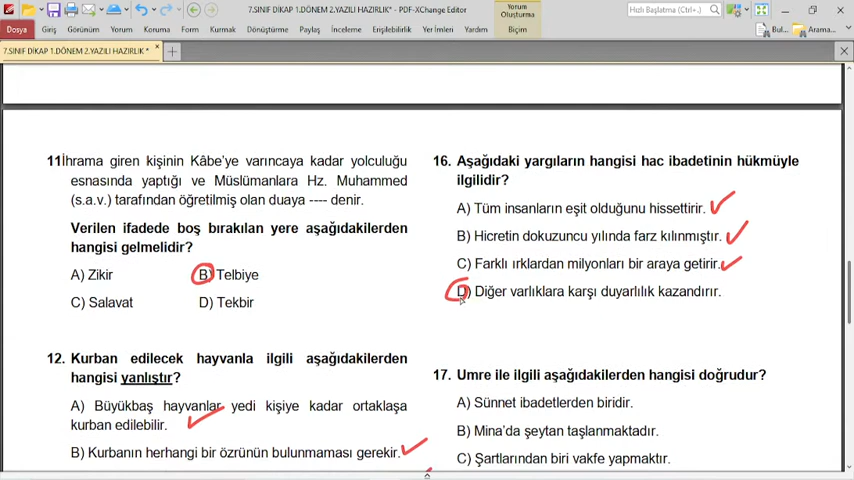 7.SINIF DİKAP 1.DÖNEM 2.YAZILI HAZIRLIK* - PDF-XChange Editor
Yorum Oluşturma
Hızlı Başlatma (Ctrl+.)
Dosya Giriş Görünüm Yorum Koruma Form Kurmak Dönüştürme Paylaş İnceleme Erişilebilirlik Yer İmleri Yardım Biçim Bul... Arama...
7.SINIF DİKAP 1.DÖNEM 2.YAZILI HAZIRLIK *
11İhrama giren kişinin Kâbe'ye varıncaya kadar yolculuğu
esnasında yaptığı ve Müslümanlara Hz. Muhammed
(s.a.v.) tarafından öğretilmiş olan duaya ---- denir.
Verilen ifadede boş bırakılan yere aşağıdakilerden
hangisi gelmelidir?
A) Zikir B) Telbiye
C) Salavat D) Tekbir
12. Kurban edilecek hayvanla ilgili aşağıdakilerden
hangisi yanlıştır?
A) Büyükbaş hayvanlar yedi kişiye kadar ortaklaşa
kurban edilebilir.
B) Kurbanın herhangi bir özrünün bulunmaması gerekir.
16. Aşağıdaki yargıların hangisi hac ibadetinin hükmüyle
ilgilidir?
A) Tüm insanların eşit olduğunu hissettirir.
B) Hicretin dokuzuncu yılında farz kılınmıştır.
C) Farklı ırklardan milyonları bir araya getirir.
D) Diğer varlıklara karşı duyarlılık kazandırır.
17. Umre ile ilgili aşağıdakilerden hangisi doğrudur?
A) Sünnet ibadetlerden biridir.
B) Mina'da şeytan taşlanmaktadır.
C) Şartlarından biri vakfe yapmaktır.